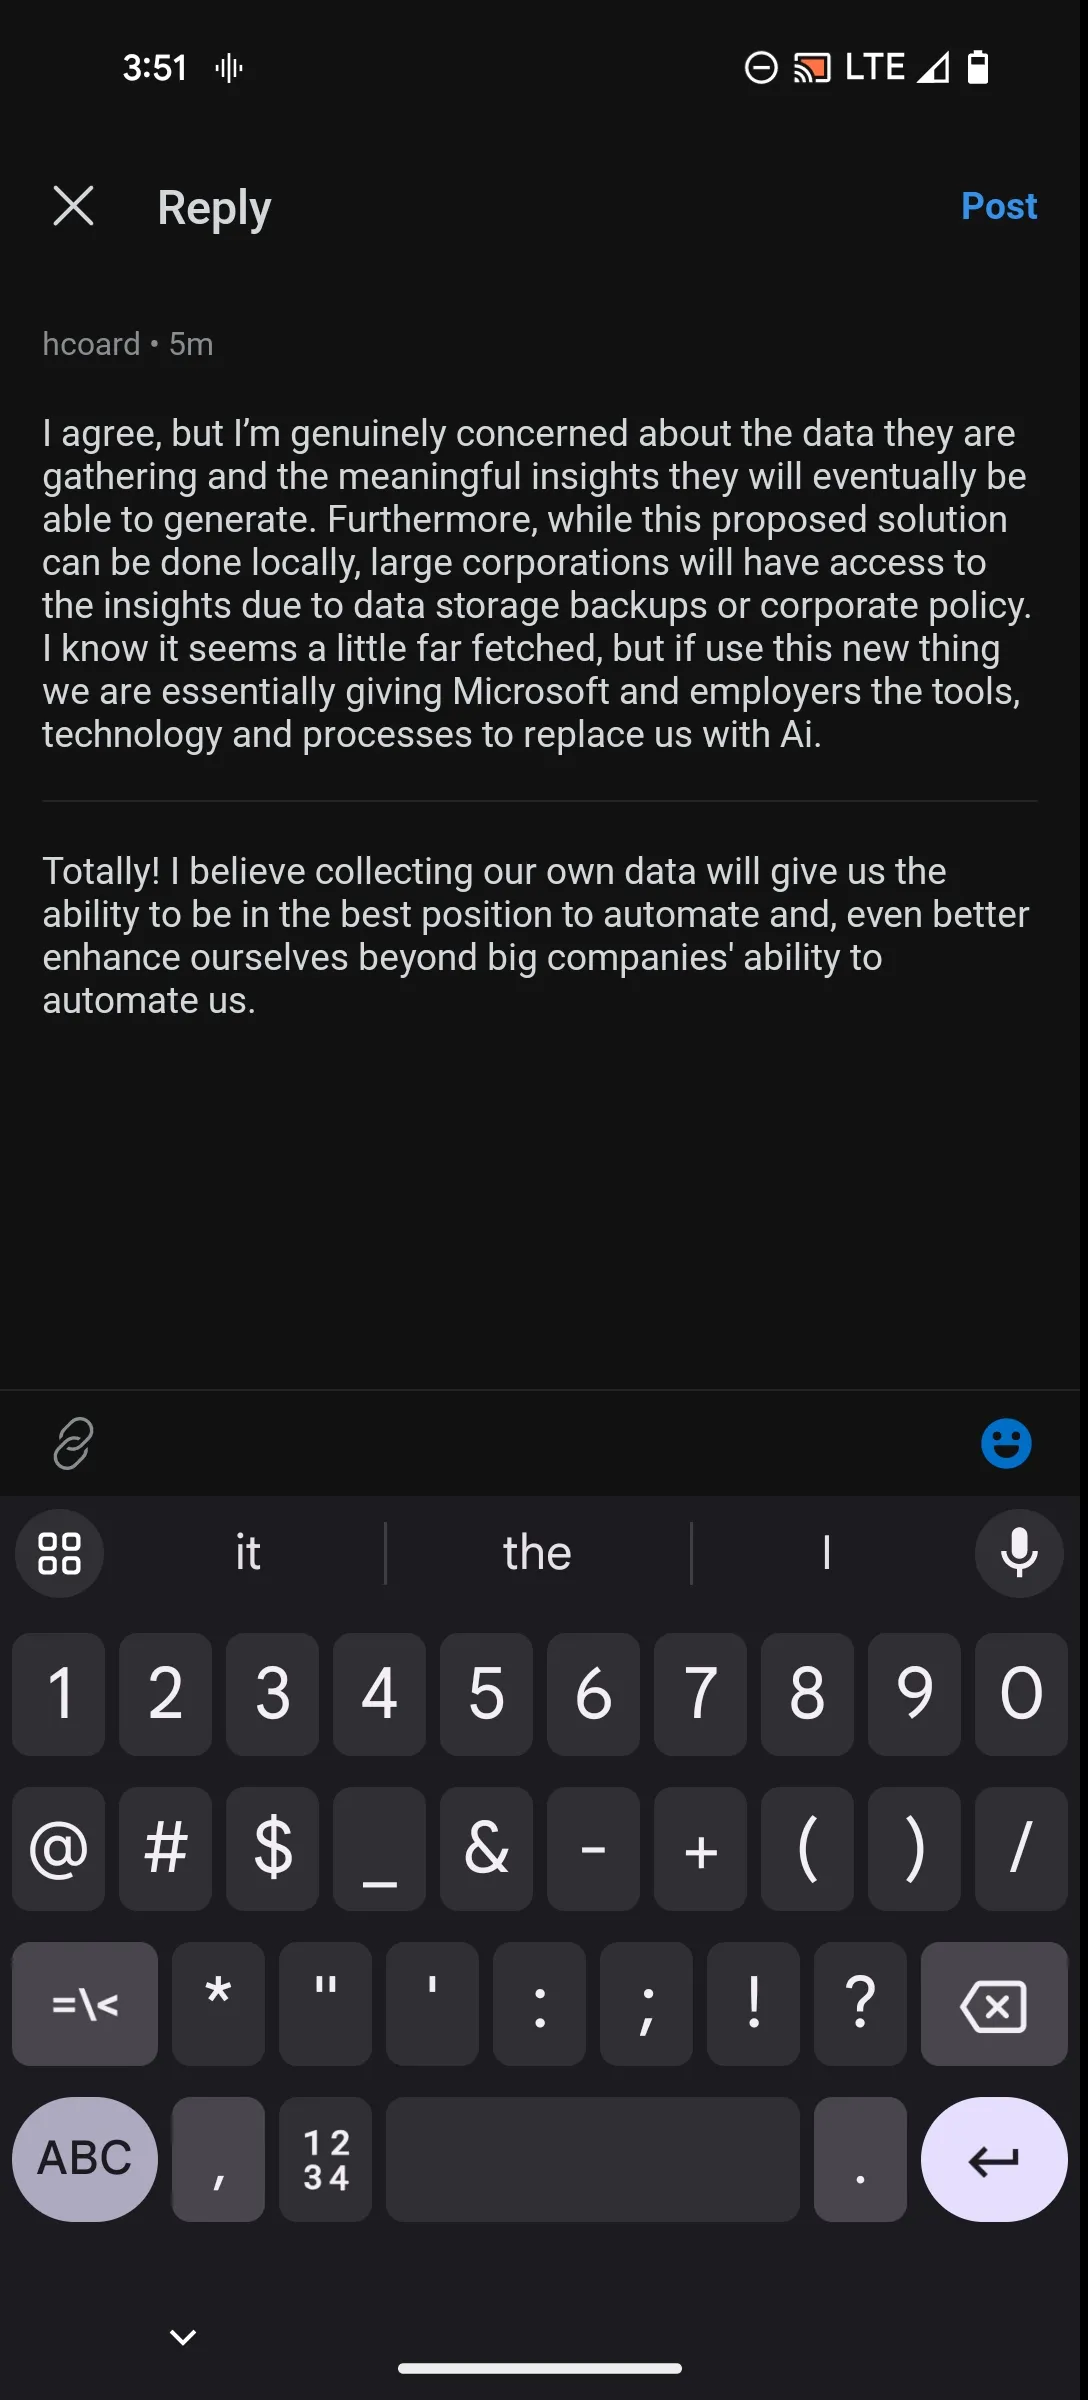 3:51 LTE
Reply Post
hcoard • 5m
I agree, but I’m genuinely concerned about the data they are
gathering and the meaningful insights they will eventually be
able to generate. Furthermore, while this proposed solution
can be done locally, large corporations will have access to
the insights due to data storage backups or corporate policy.
I know it seems a little far fetched, but if use this new thing
we are essentially giving Microsoft and employers the tools,
technology and processes to replace us with Ai.
Totally! I believe collecting our own data will give us the
ability to be in the best position to automate and, even better
enhance ourselves beyond big companies' ability to
automate us.
it the I
1 2 3 4 5 6 7 8 9 0
@ # $ _ & - + ( ) /
=\< * " ' : ; ! ?
ABC , 1 2 3 4 .